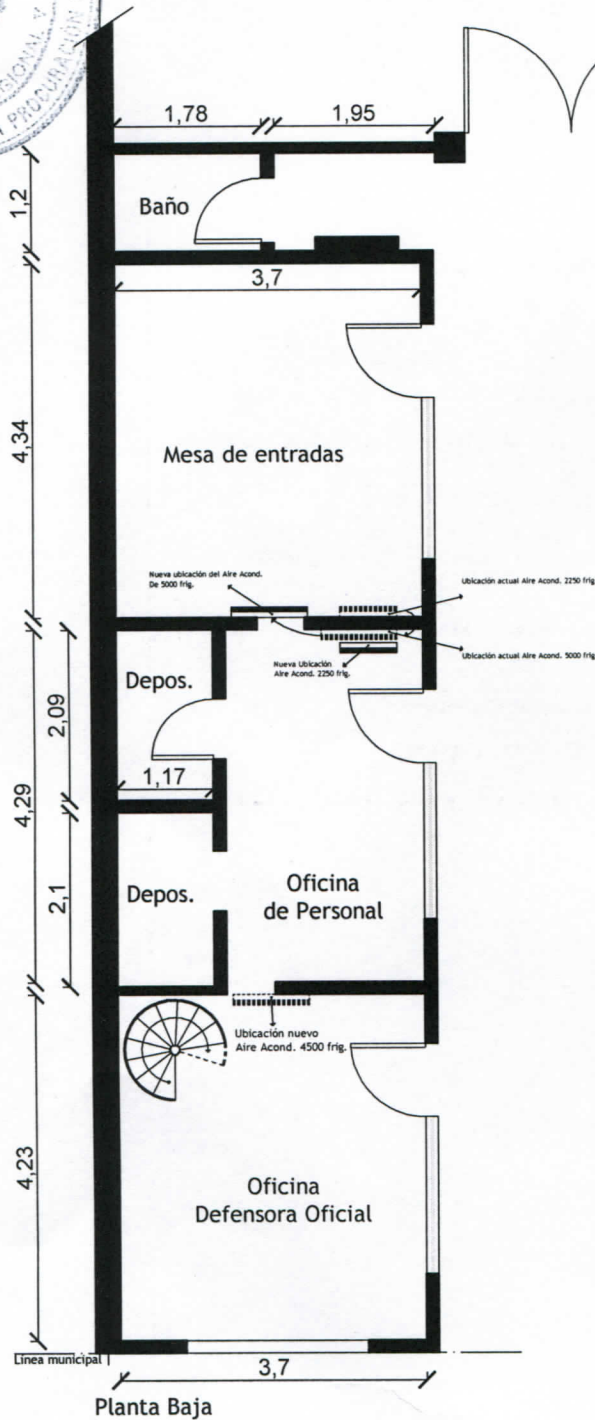 SIONAL Y
PROCURACIÓN
1,78
1,95
1,2
Baño
3,7
4,34
Mesa de entradas
Nueva ubicación del Aire Acond.
De 5000 frig.
Ubicación actual Aire Acond. 2250 frig.
Ubicación actual Aire Acond. 5000 frig.
Nueva Ubicación
Aire Acond. 2250 frig.
Depos.
2,09
1,17
4,29
2,1
Depos.
Oficina
de Personal
Ubicación nuevo
Aire Acond. 4500 frig.
4,23
Oficina
Defensora Oficial
Línea municipal
3,7
Planta Baja